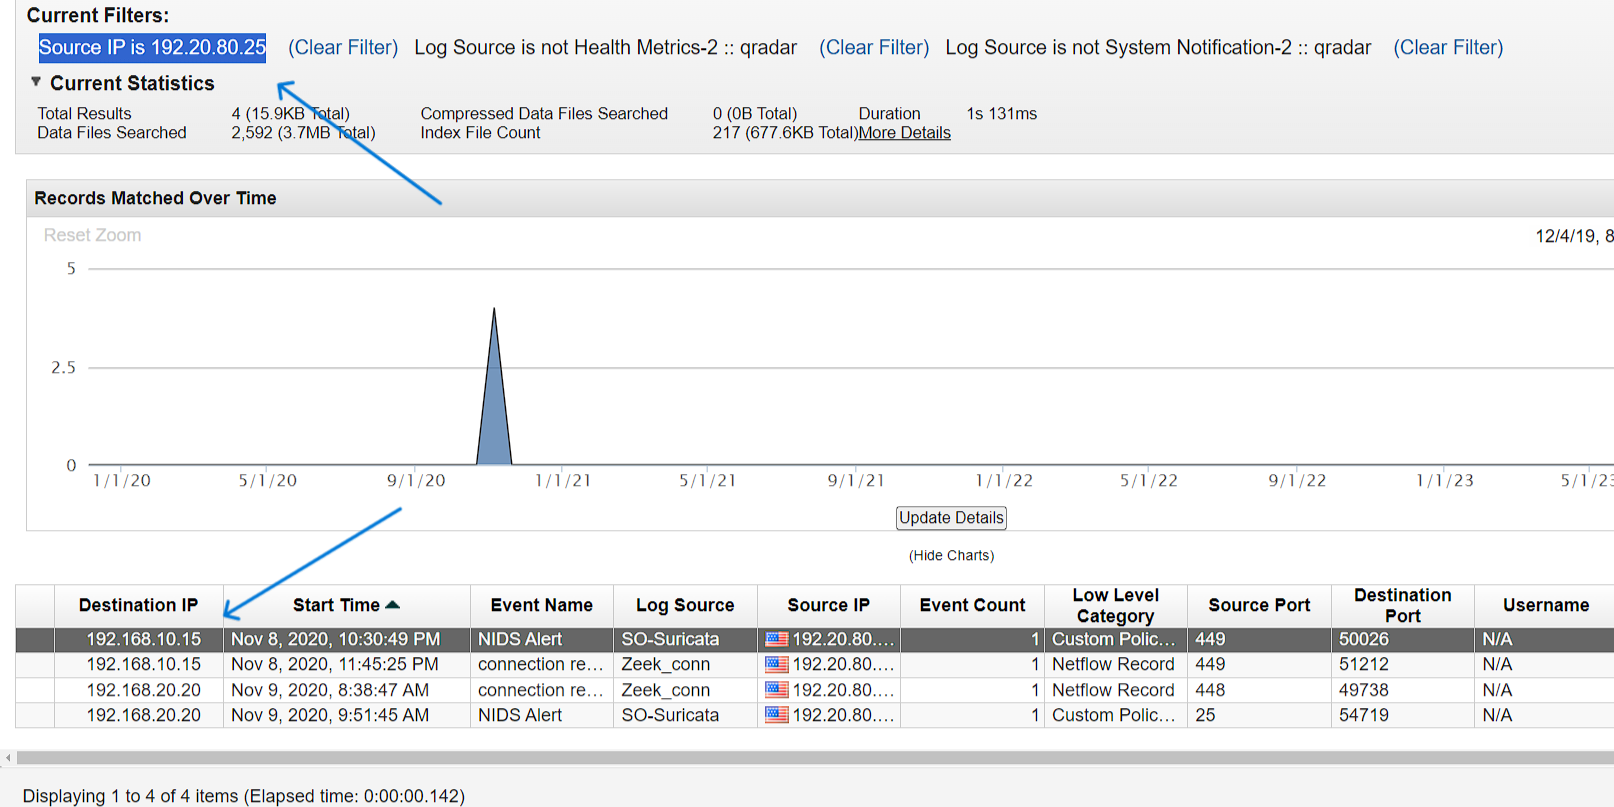 Current Filters:
Source IP is 192.20.80.25 (Clear Filter) Log Source is not Health Metrics-2 :: qradar (Clear Filter) Log Source is not System Notification-2 :: qradar (Clear Filter)
▼ Current Statistics
Total Results 4 (15.9KB Total) Compressed Data Files Searched 0 (0B Total) Duration 1s 131ms
Data Files Searched 2,592 (3.7MB Total) Index File Count 217 (677.6KB Total) More Details
Records Matched Over Time
Reset Zoom 12/4/19, 8
5
2.5
0
1/1/20 5/1/20 9/1/20 1/1/21 5/1/21 9/1/21 1/1/22 5/1/22 9/1/22 1/1/23 5/1/23
Update Details
(Hide Charts)
Destination IP Start Time Event Name Log Source Source IP Event Count Low Level Category Source Port Destination Port Username
192.168.10.15 Nov 8, 2020, 10:30:49 PM NIDS Alert SO-Suricata 192.20.80.... 1 Custom Polic... 449 50026 N/A
192.168.10.15 Nov 8, 2020, 11:45:25 PM connection re... Zeek_conn 192.20.80.... 1 Netflow Record 449 51212 N/A
192.168.20.20 Nov 9, 2020, 8:38:47 AM connection re... Zeek_conn 192.20.80.... 1 Netflow Record 448 49738 N/A
192.168.20.20 Nov 9, 2020, 9:51:45 AM NIDS Alert SO-Suricata 192.20.80.... 1 Custom Polic... 25 54719 N/A
Displaying 1 to 4 of 4 items (Elapsed time: 0:00:00.142)